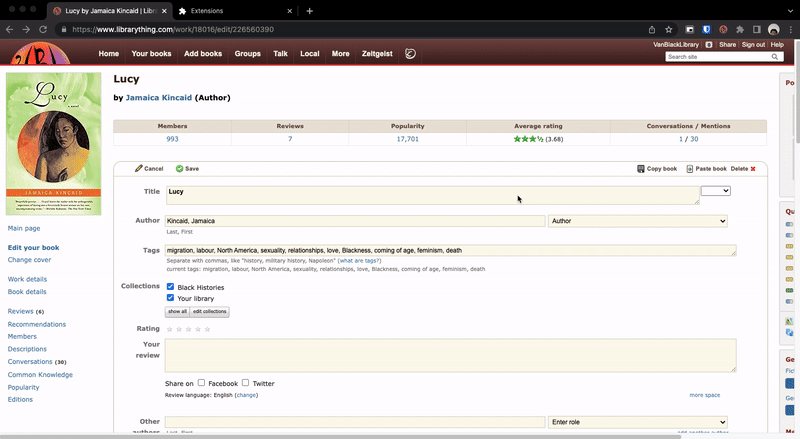 Lucy by Jamaica Kincaid | Libra
Extensions
https://www.librarything.com/work/18016/edit/226560390
VanBlackLibrary Share Sign out Help
Home Your books Add books Groups Talk Local More Zeitgeist
Search site
Lucy
by Jamaica Kincaid (Author)
Members Reviews Popularity Average rating Conversations / Mentions
993 7 17,701 (3.68) 1 / 30
Lucy
a novel
JAMAICA KINCAID
Cancel Save Copy book Paste book Delete
Title Lucy
Author Kincaid, Jamaica Author
Last, First
Tags migration, labour, North America, sexuality, relationships, love, Blackness, coming of age, feminism, death
Separate with commas, like "history, military history, Napoleon" (what are tags?)
current tags: migration, labour, North America, sexuality, relationships, love, Blackness, coming of age, feminism, death
Collections Black Histories
Your library
show all edit collections
Rating
Your
review
Share on Facebook Twitter
Review language: English (change) more space
Other
authors Last, First add another author
Enter role
Main page
Edit your book
Change cover
Work details
Book details
Reviews (6)
Recommendations
Members
Descriptions
Conversations (30)
Common Knowledge
Popularity
Editions
Po
Qu
Ge
Fic
Ge
Me